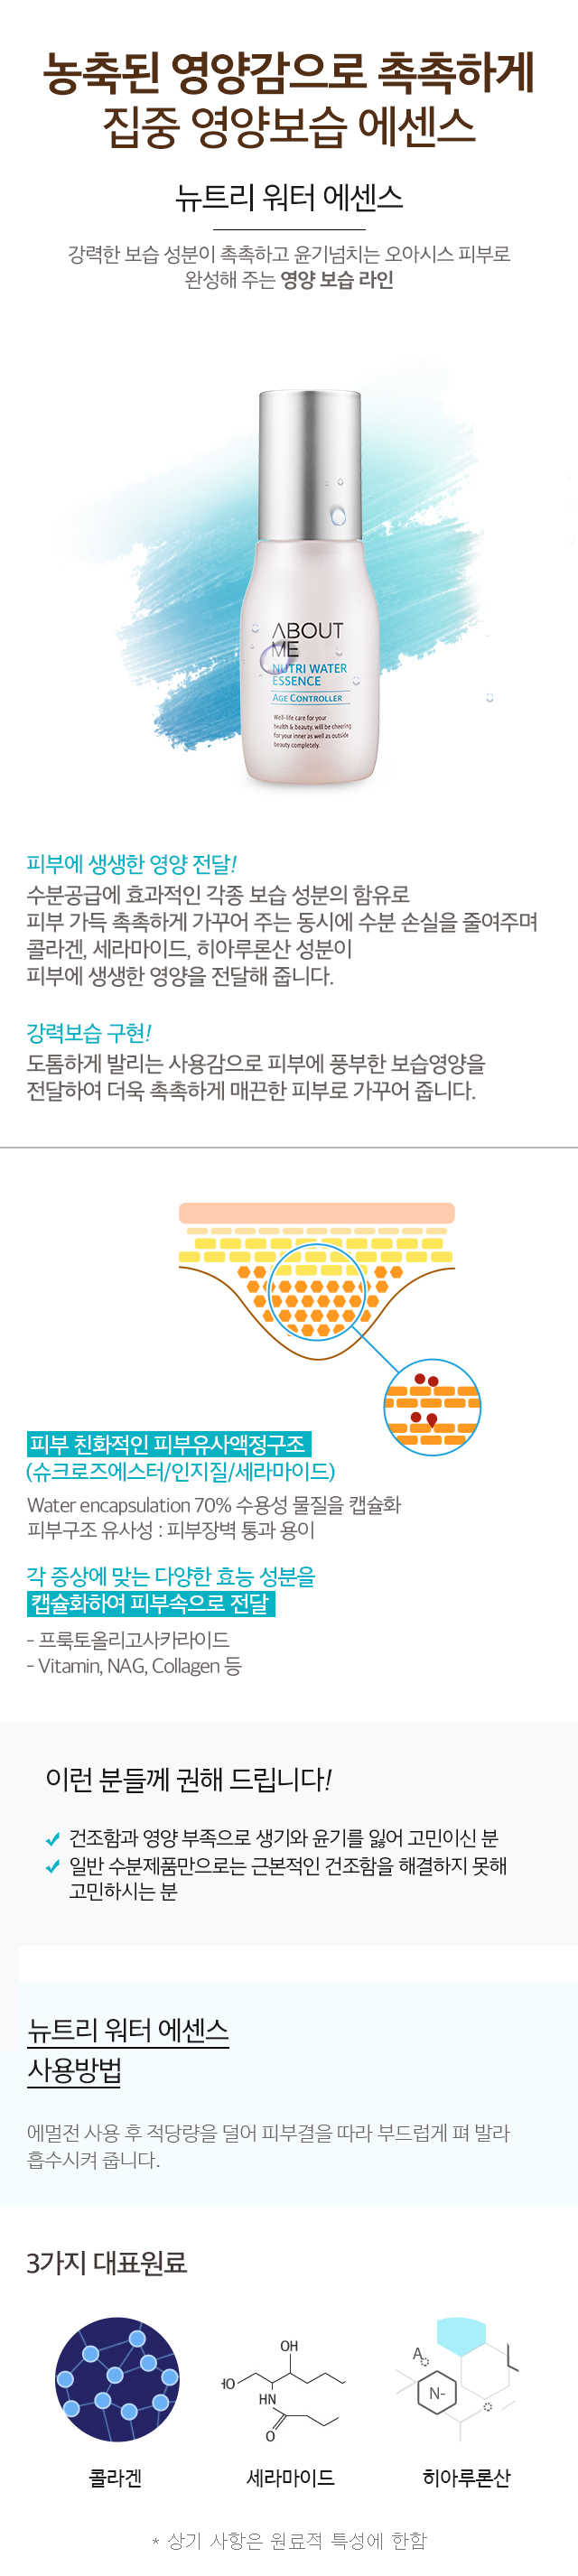 농축된 영양감으로 촉촉하게
집중 영양보습 에센스
뉴트리 워터 에센스
강력한 보습 성분이 촉촉하고 윤기넘치는 오아시스 피부로
완성해 주는 영양 보습 라인
ABOUT
ME
NUTRI WATER
ESSENCE
AGE CONTROLLER
Well-life care for your
health & beauty, will be cheering
for your inner as well as outside
beauty completely.
피부에 생생한 영양 전달!
수분공급에 효과적인 각종 보습 성분의 함유로
피부 가득 촉촉하게 가꾸어 주는 동시에 수분 손실을 줄여주며
콜라겐, 세라마이드, 히아루론산 성분이
피부에 생생한 영양을 전달해 줍니다.
강력보습 구현!
도톰하게 발리는 사용감으로 피부에 풍부한 보습영양을
전달하여 더욱 촉촉하게 매끈한 피부로 가꾸어 줍니다.
피부 친화적인 피부유사액정구조
(슈크로즈에스터/인지질/세라마이드)
Water encapsulation 70% 수용성 물질을 캡슐화
피부구조 유사성 : 피부장벽 통과 용이
각 증상에 맞는 다양한 효능 성분을
캡슐화하여 피부속으로 전달
- 프룩토올리고사카라이드
- Vitamin, NAG, Collagen 등
이런 분들께 권해 드립니다!
건조함과 영양 부족으로 생기와 윤기를 잃어 고민이신 분
일반 수분제품만으로는 근본적인 건조함을 해결하지 못해
고민하시는 분
뉴트리 워터 에센스
사용방법
에멀전 사용 후 적당량을 덜어 피부결을 따라 부드럽게 펴 발라
흡수시켜 줍니다.
3가지 대표원료
OH
HO
HN
O
A
N-
콜라겐 세라마이드 히아루론산
* 상기 사항은 원료적 특성에 한함